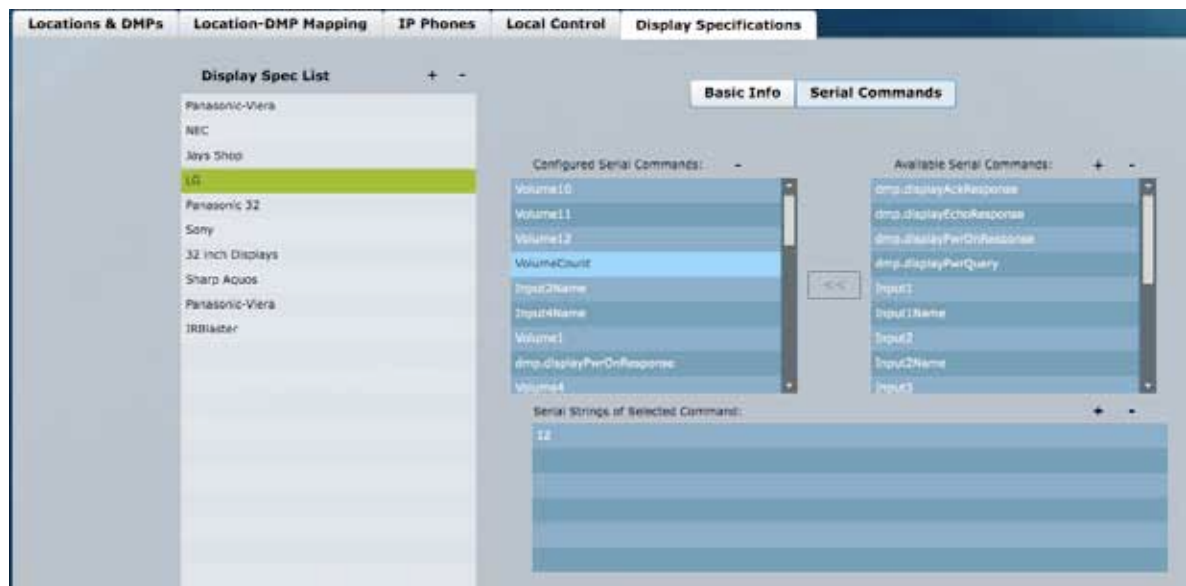 Locations & DMPs
Location-DMP Mapping
IP Phones
Local Control
Display Specifications
Display Spec List + -
Panasonic-Viera
NEC
Jays Shop
LG
Panasonic 32
Sony
32 inch Displays
Sharp Aquos
Panasonic-Viera
IRBlaster
Basic Info
Serial Commands
Configured Serial Commands: -
Volume10
Volume11
Volume12
VolumeCount
Input3Name
Input4Name
Volume1
dmp.displayPwrOnResponse
Volume4
<<
Available Serial Commands: + -
dmp.displayAckResponse
dmp.displayEchoResponse
dmp.displayPwrOnResponse
dmp.displayPwrQuery
Input1
Input1Name
Input2
Input2Name
Input3
Serial Strings of Selected Command: + -
12